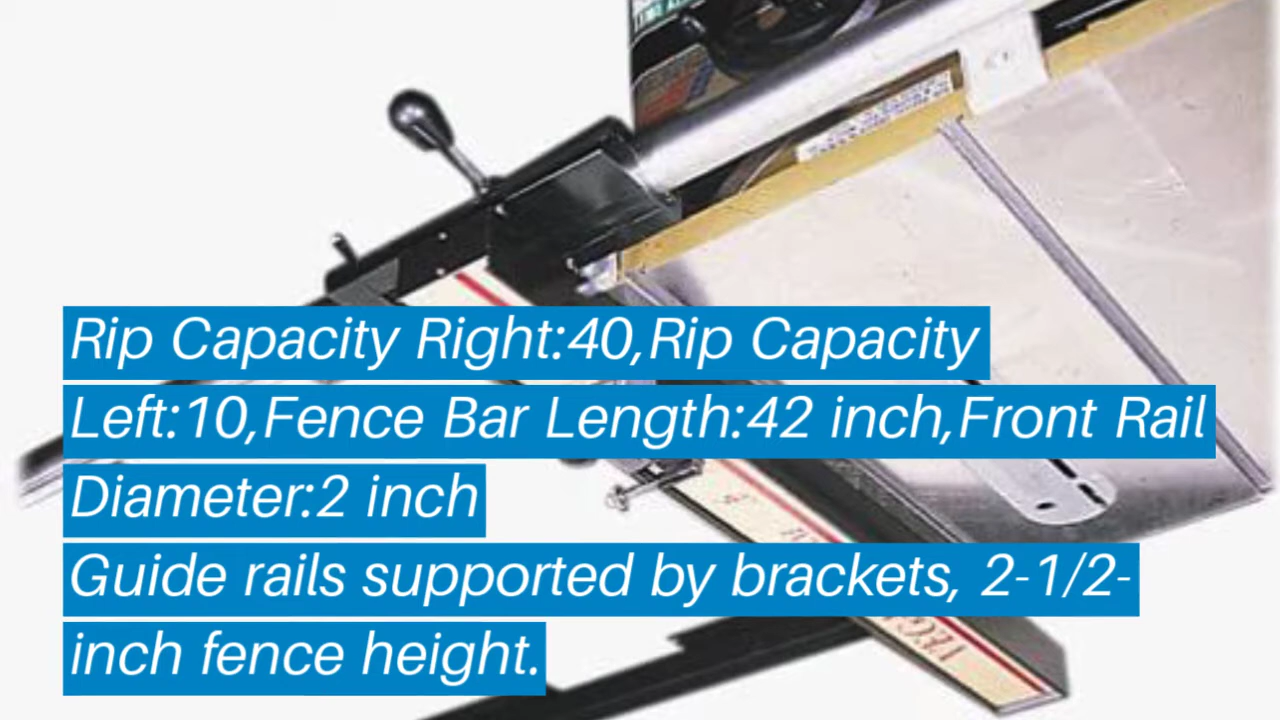 Rip Capacity Right:40,Rip Capacity
Left:10,Fence Bar Length:42 inch,Front Rail
Diameter:2 inch
Guide rails supported by brackets, 2-1/2-
inch fence height.